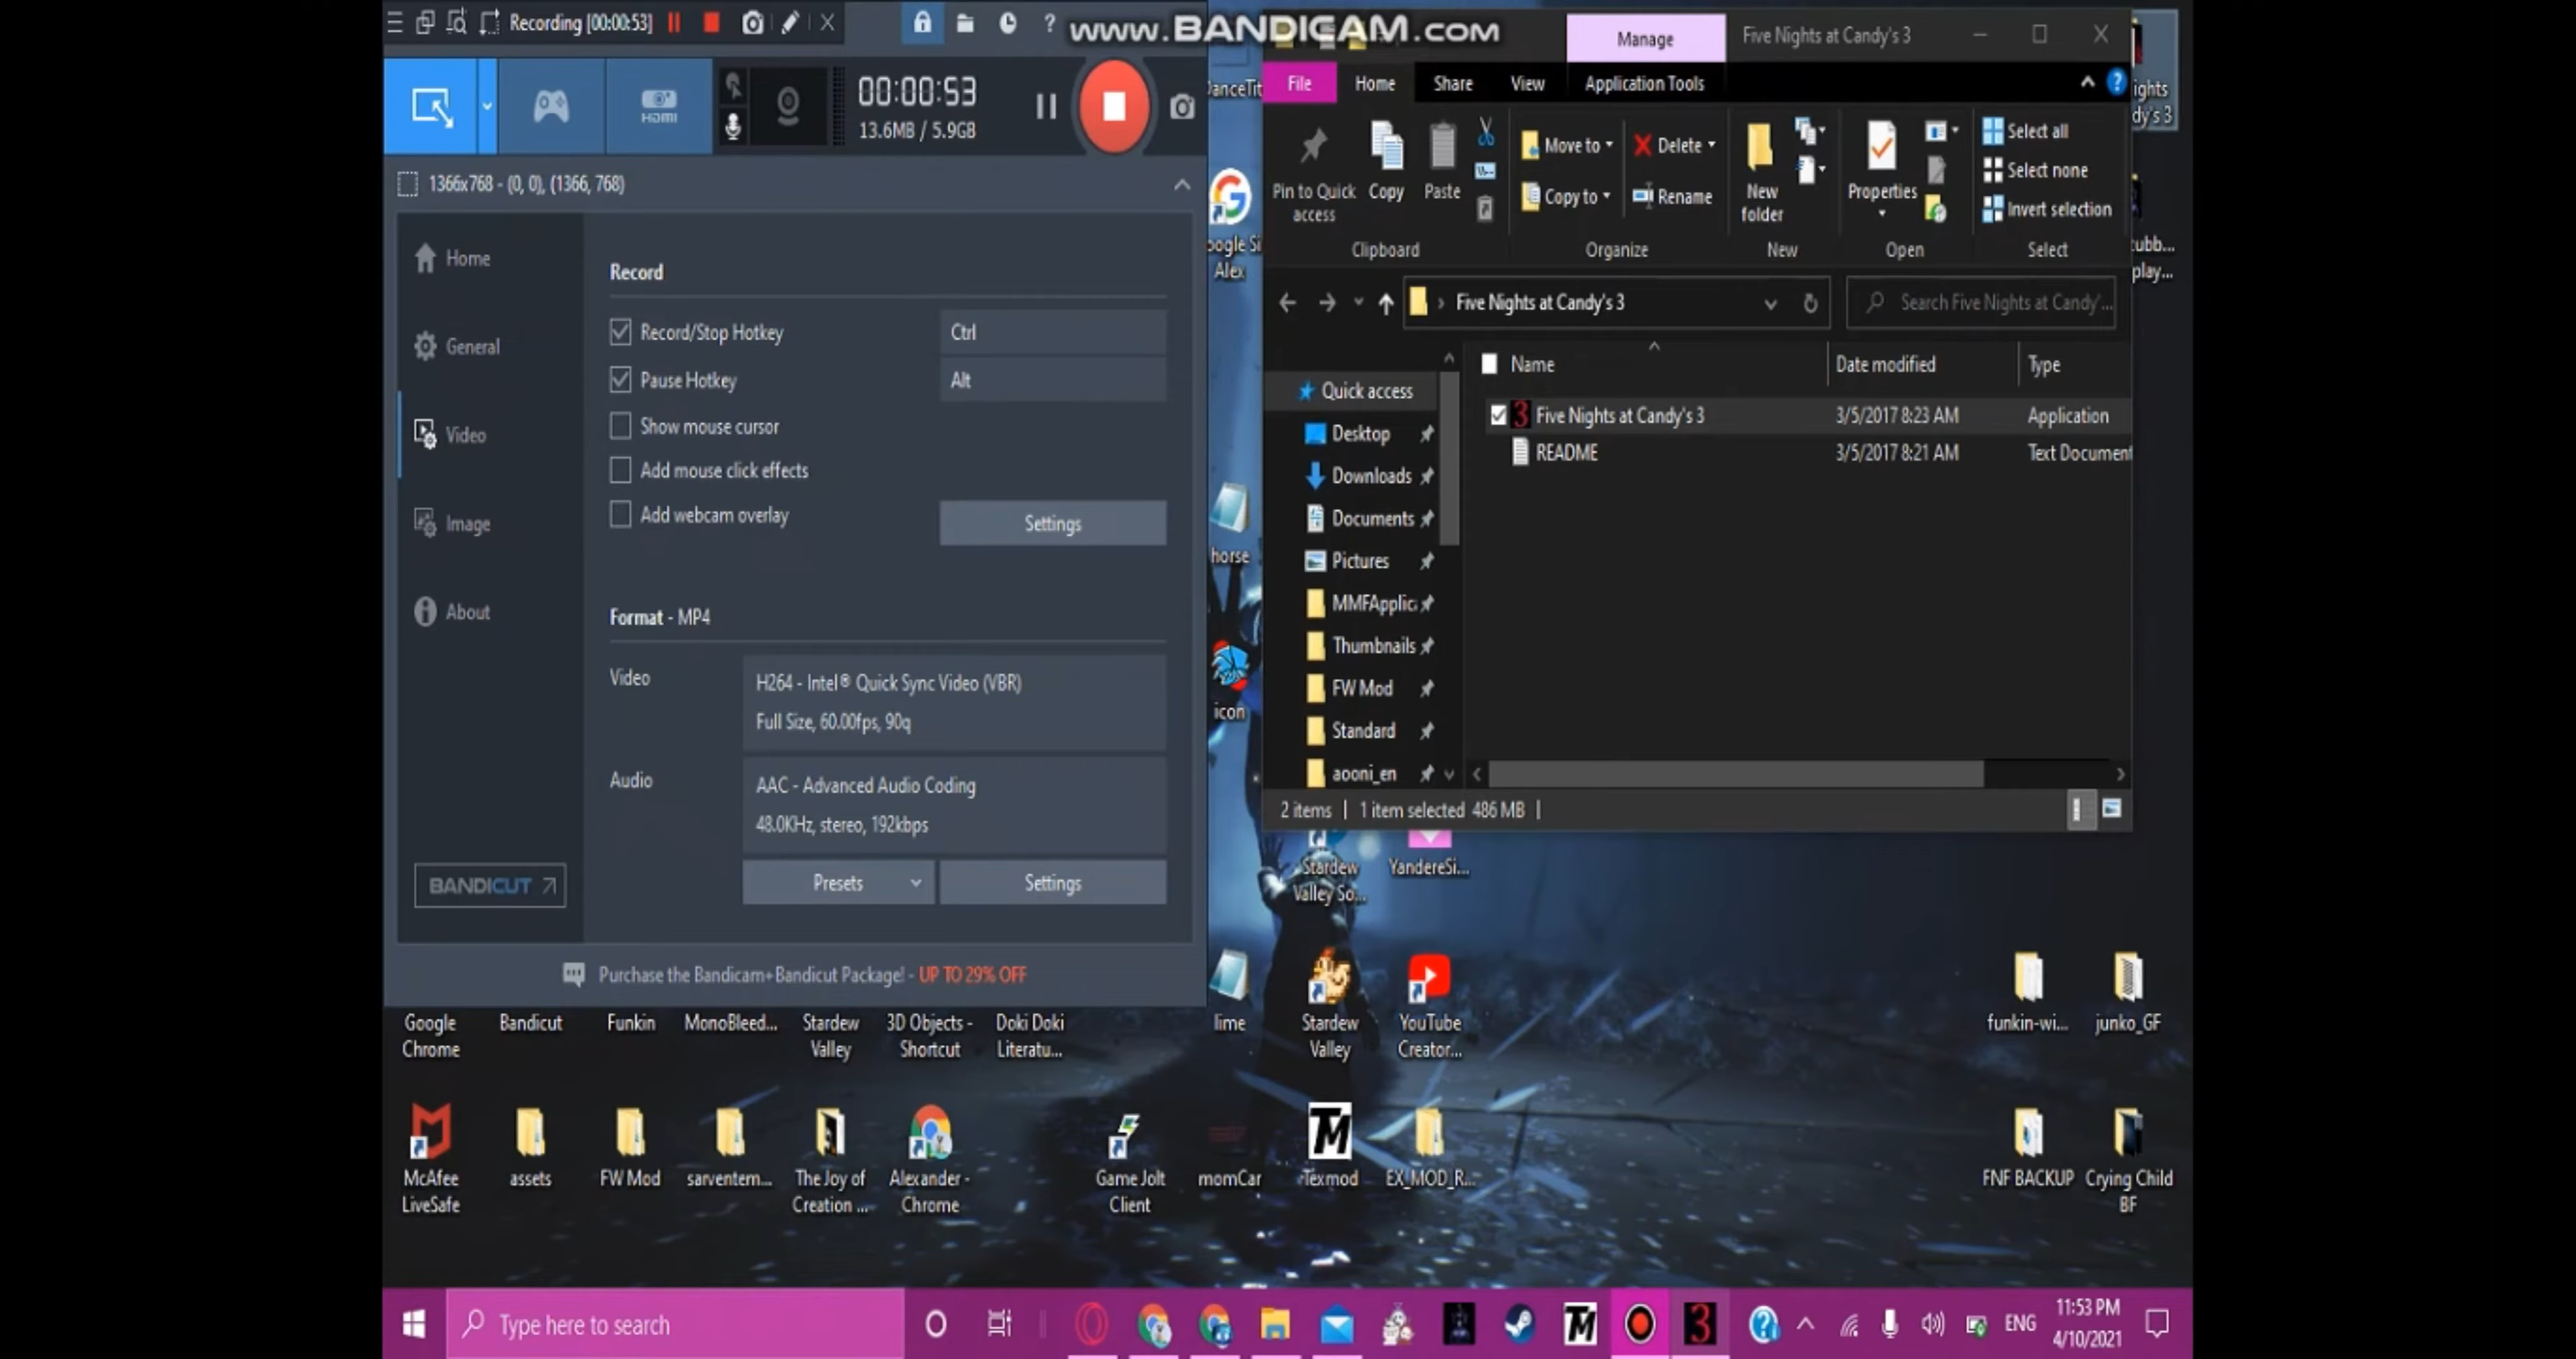 Recording [00:00:53]
www.BANDICAM.com
00:00:53
13.6MB / 5.9GB
HDMI
1366x768 - (0, 0), (1366, 768)
Home
General
Video
Image
About
BANDICUT
Record
Record/Stop Hotkey
Ctrl
Pause Hotkey
Alt
Show mouse cursor
Add mouse click effects
Add webcam overlay
Settings
Format - MP4
Video
H264 - Intel® Quick Sync Video (VBR)
Full Size, 60.00fps, 90q
Audio
AAC - Advanced Audio Coding
48.0KHz, stereo, 192kbps
Presets
Settings
Purchase the Bandicam+Bandicut Package! - UP TO 29% OFF
Manage
Five Nights at Candy's 3
File
Home
Share
View
Application Tools
Pin to Quick
access
Copy
Paste
Move to
Copy to
Delete
Rename
New
folder
Properties
Select all
Select none
Invert selection
Clipboard
Organize
New
Open
Select
Five Nights at Candy's 3
Search Five Nights at Candy'...
Name
Date modified
Type
Five Nights at Candy's 3
3/5/2017 8:23 AM
Application
README
3/5/2017 8:21 AM
Text Document
Quick access
Desktop
Downloads
Documents
Pictures
MMFApplic
Thumbnails
FW Mod
Standard
aooni_en
2 items
1 item selected 486 MB
DanceTit
oogle Si
Alex
horse
icon
lime
ights
dy's 3
ubb...
play...
Stardew
Valley So...
YandereSi...
Google
Chrome
Bandicut
Funkin
MonoBleed...
Stardew
Valley
3D Objects -
Shortcut
Doki Doki
Literatu...
Stardew
Valley
YouTube
Creator...
funkin-wi...
junko_GF
McAfee
LiveSafe
assets
FW Mod
sarventem...
The Joy of
Creation ...
Alexander -
Chrome
Game Jolt
Client
momCar
Texmod
EX_MOD_R...
FNF BACKUP
Crying Child
BF
Type here to search
ENG
11:53 PM
4/10/2021